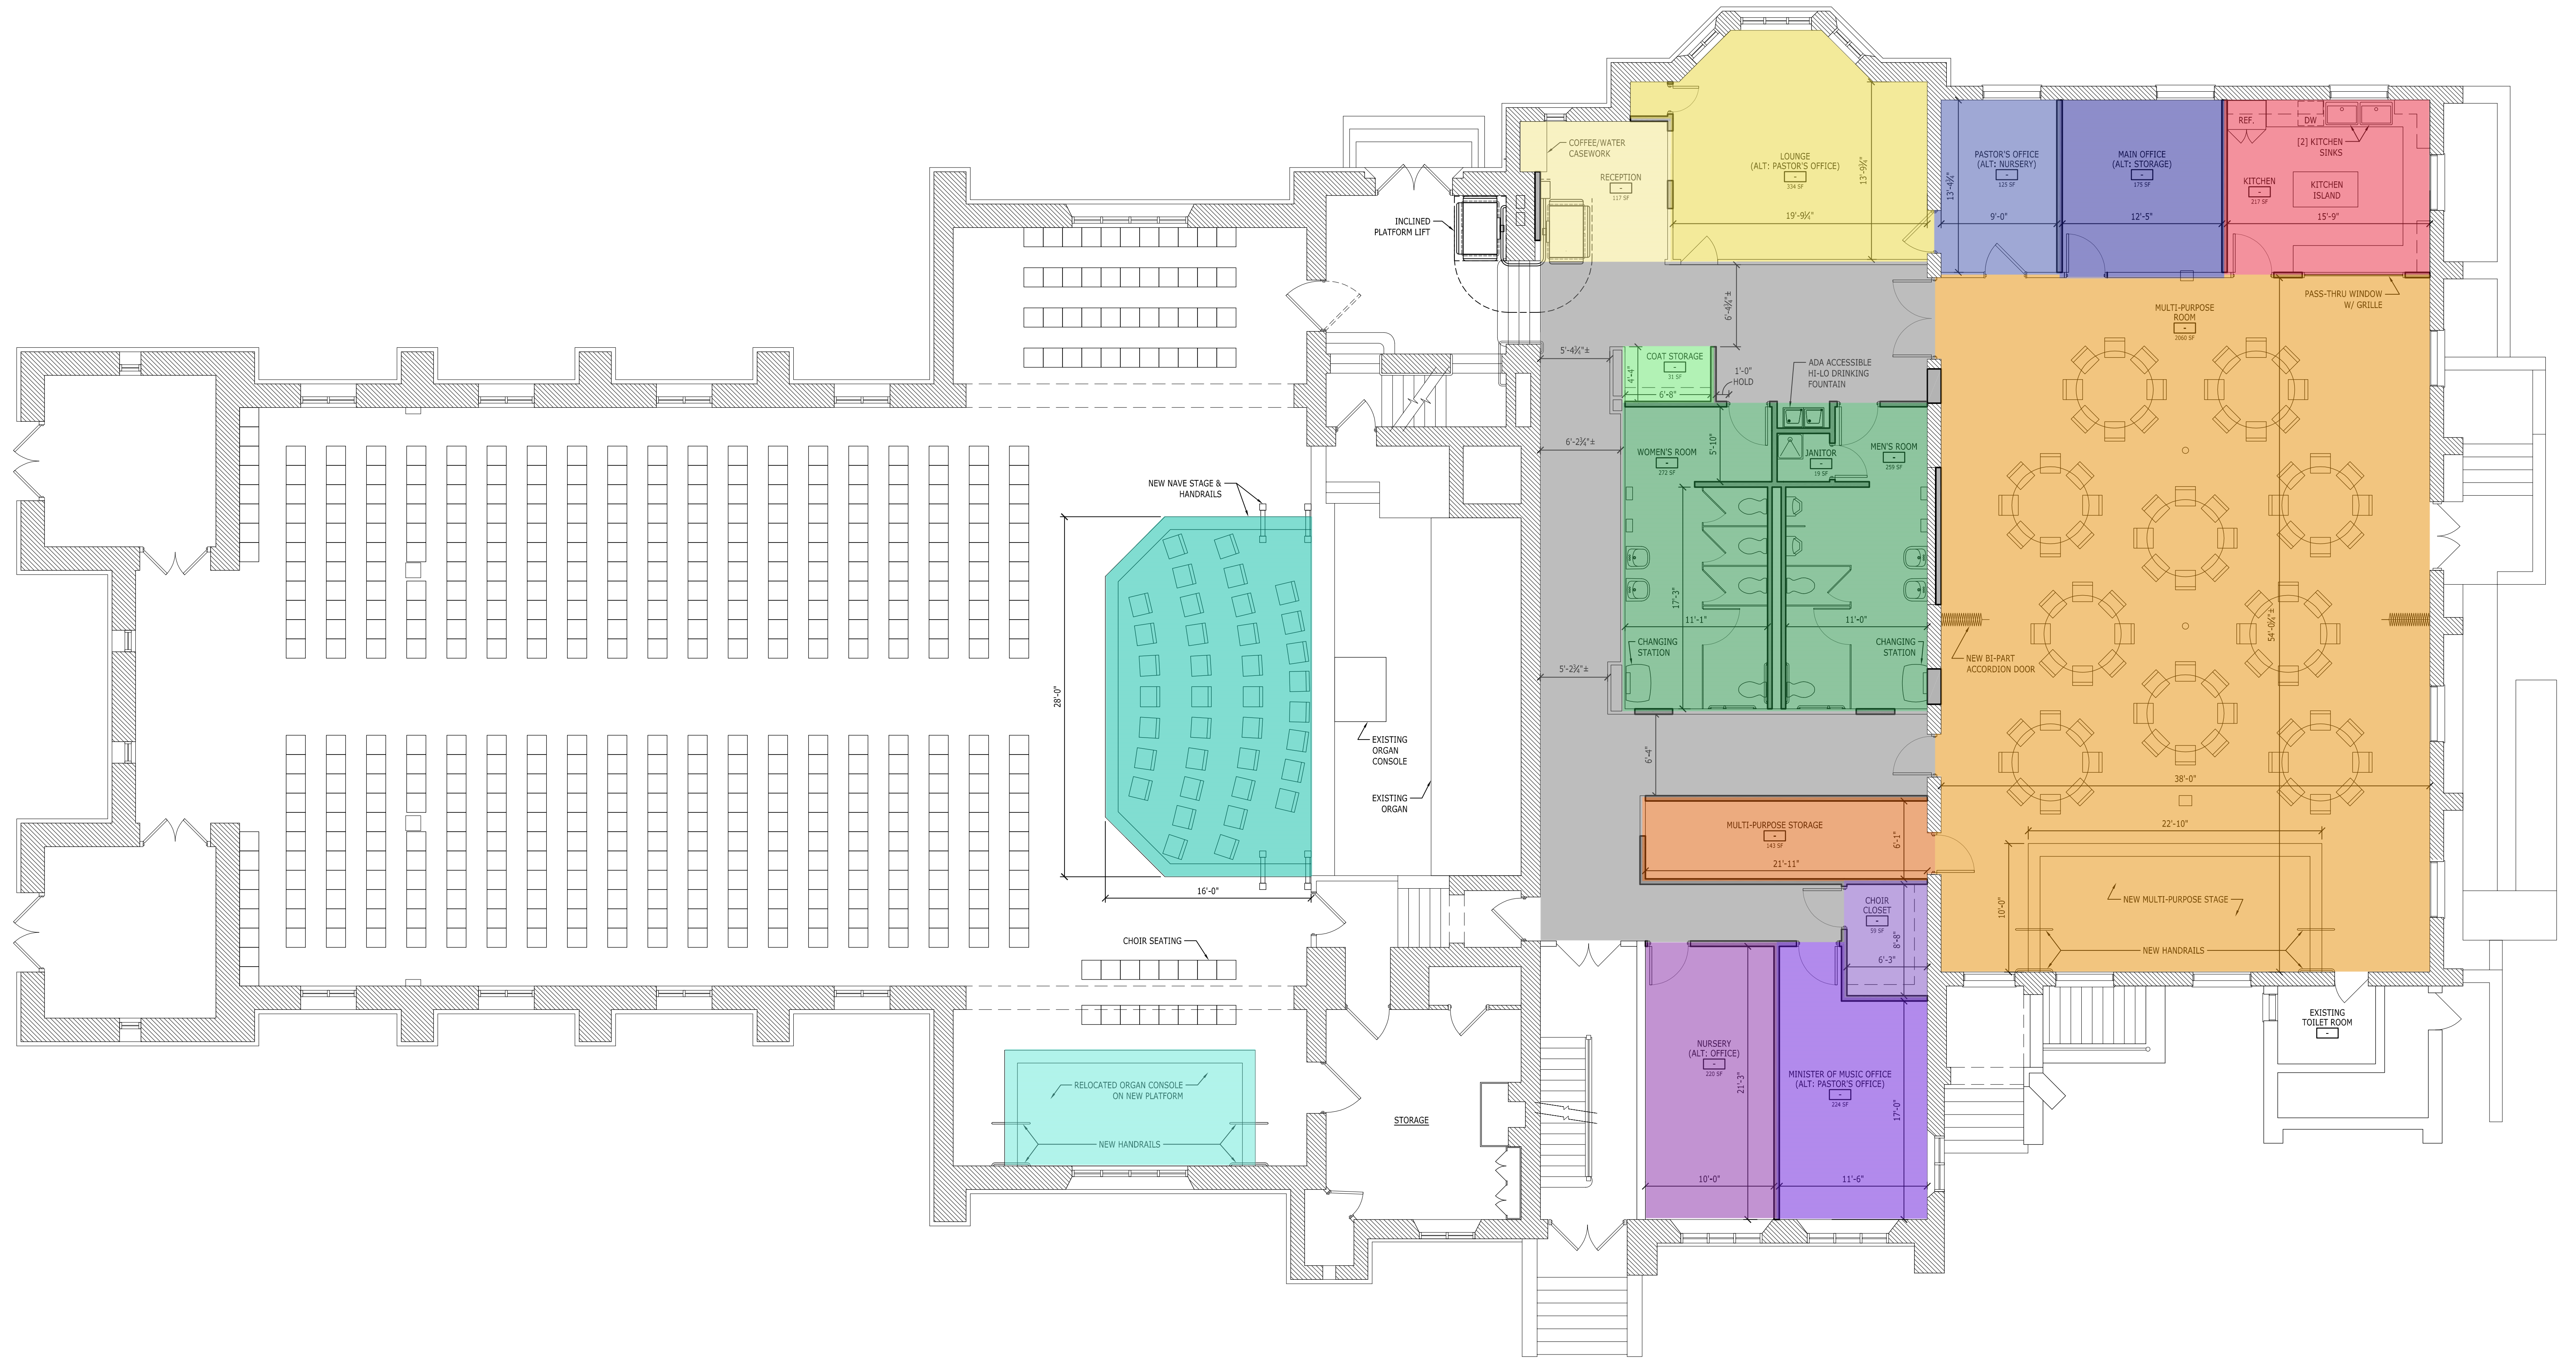 COFFEE/WATER
CASEWORK
RECEPTION
-
117 SF
INCLINED
PLATFORM LIFT
LOUNGE
(ALT: PASTOR'S OFFICE)
-
334 SF
13'-9¼"
19'-9¼"
13'-4¼"
PASTOR'S OFFICE
(ALT: NURSERY)
-
125 SF
9'-0"
MAIN OFFICE
(ALT: STORAGE)
-
175 SF
12'-5"
REF.
DW
[2] KITCHEN
SINKS
KITCHEN
-
217 SF
KITCHEN
ISLAND
15'-9"
PASS-THRU WINDOW
W/ GRILLE
MULTI-PURPOSE
ROOM
-
2060 SF
6'-4¾"±
5'-4¾"±
COAT STORAGE
-
31 SF
4'-4"
6'-8"
1'-0"
HOLD
ADA ACCESSIBLE
HI-LO DRINKING
FOUNTAIN
6'-2¾"±
WOMEN'S ROOM
-
272 SF
5'-10"
JANITOR
-
19 SF
MEN'S ROOM
-
259 SF
17'-3"
11'-1"
11'-0"
CHANGING
STATION
CHANGING
STATION
5'-2¾"±
NEW BI-PART
ACCORDION DOOR
54'-0¾"±
38'-0"
NEW NAVE STAGE &
HANDRAILS
28'-0"
16'-0"
EXISTING
ORGAN
CONSOLE
EXISTING
ORGAN
6'-4"
MULTI-PURPOSE STORAGE
-
143 SF
21'-11"
6'-1"
22'-10"
10'-0"
NEW MULTI-PURPOSE STAGE
NEW HANDRAILS
CHOIR
CLOSET
-
59 SF
8'-8"
6'-3"
CHOIR SEATING
RELOCATED ORGAN CONSOLE
ON NEW PLATFORM
NEW HANDRAILS
STORAGE
NURSERY
(ALT: OFFICE)
-
220 SF
21'-3"
10'-0"
MINISTER OF MUSIC OFFICE
(ALT: PASTOR'S OFFICE)
-
224 SF
17'-0"
11'-6"
EXISTING
TOILET ROOM
-